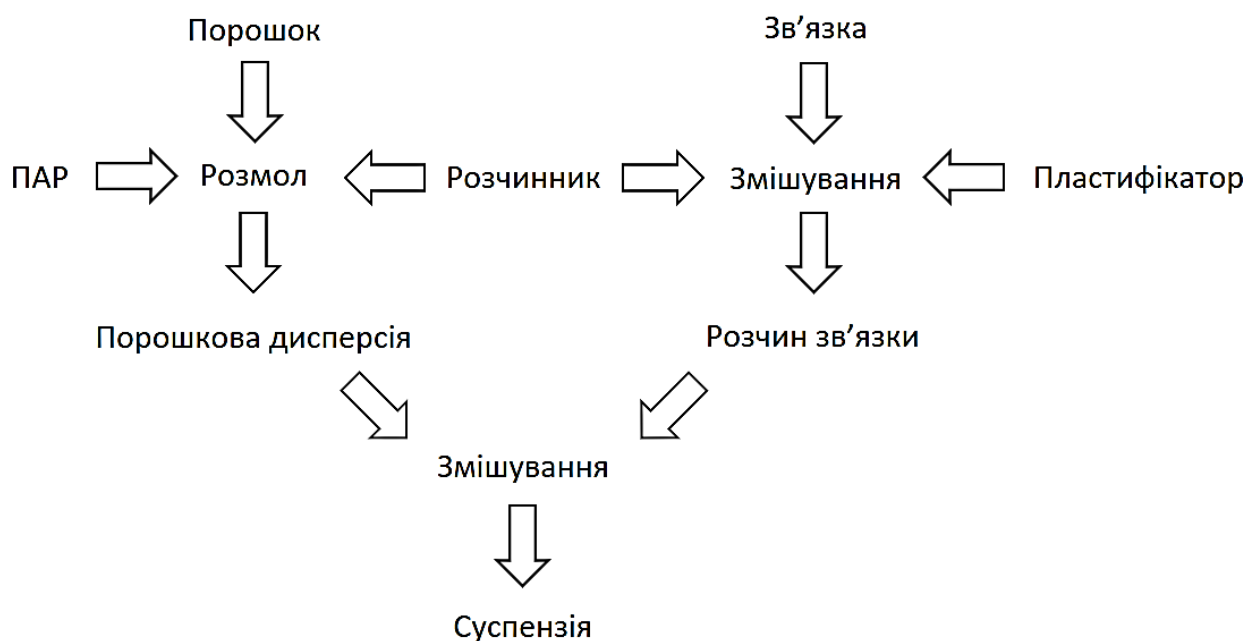 Порошок
Зв’язка
ПАР
Розмол
Розчинник
Змішування
Пластифікатор
Порошкова дисперсія
Розчин зв’язки
Змішування
Суспензія